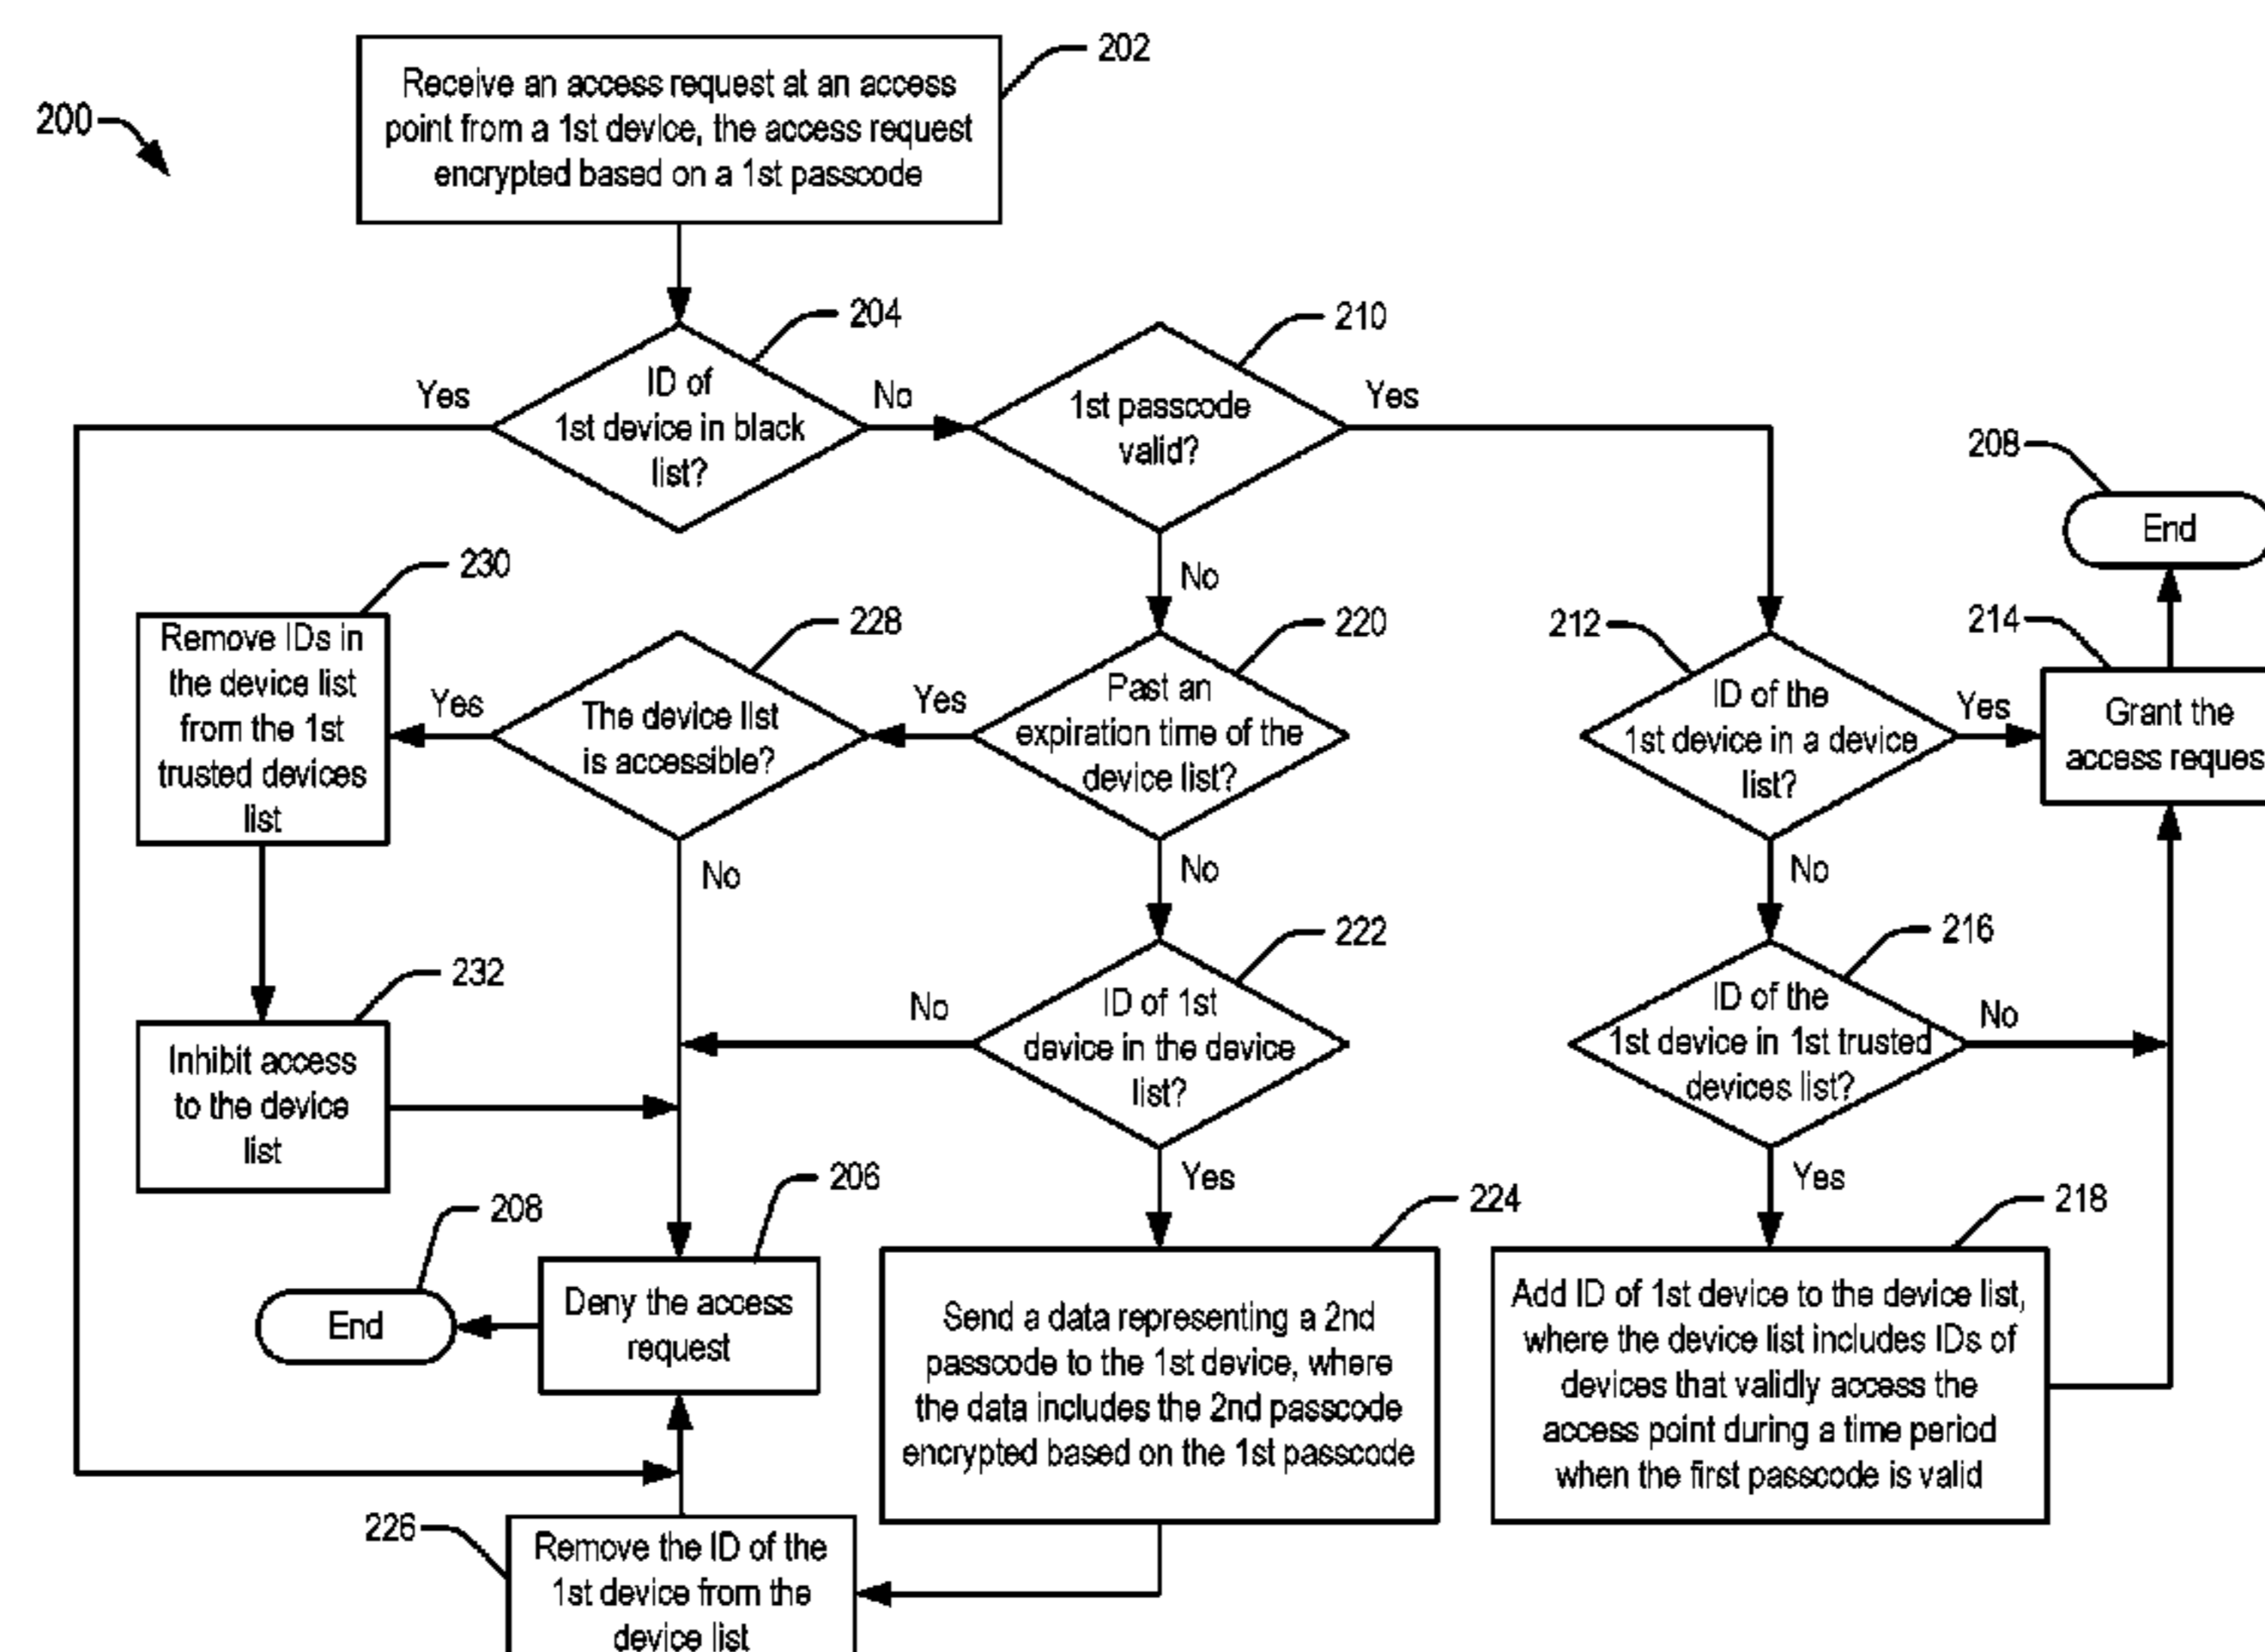 202
Receive an access request at an access
point from a 1st device, the access request
encrypted based on a 1st passcode
200
204
ID of
1st device in black
list?
Yes
No
210
1st passcode
valid?
Yes
No
208
End
230
Remove IDs in
the device list
from the 1st
trusted devices
list
228
The device list
is accessible?
Yes
No
220
Past an
expiration time of the
device list?
Yes
No
212
ID of the
1st device in a device
list?
Yes
No
214
Grant the
access reques
232
Inhibit access
to the device
list
222
ID of 1st
device in the device
list?
No
Yes
216
ID of the
1st device in 1st trusted
devices list?
No
Yes
208
End
206
Deny the access
request
224
Send a data representing a 2nd
passcode to the 1st device, where
the data includes the 2nd passcode
encrypted based on the 1st passcode
218
Add ID of 1st device to the device list,
where the device list includes IDs of
devices that validly access the
access point during a time period
when the first passcode is valid
226
Remove the ID of the
1st device from the
device list